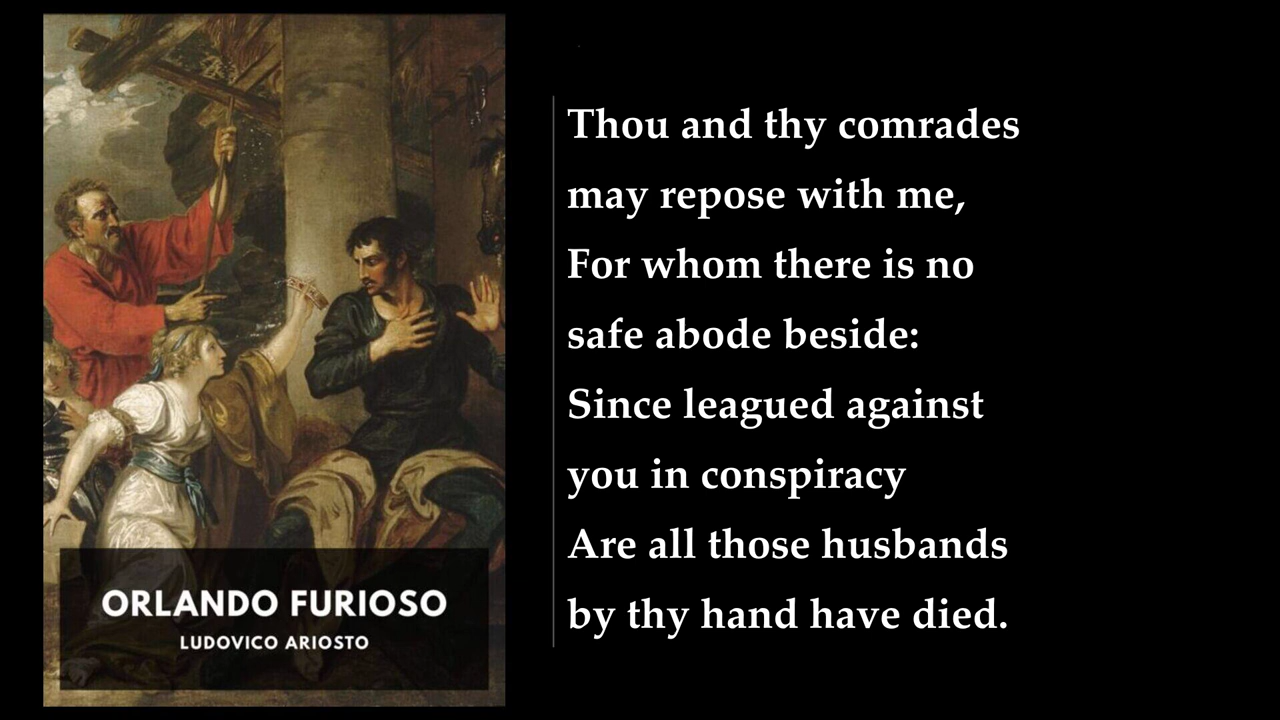 ORLANDO FURIOSO
LUDOVICO ARIOSTO
Thou and thy comrades
may repose with me,
For whom there is no
safe abode beside:
Since leagued against
you in conspiracy
Are all those husbands
by thy hand have died.